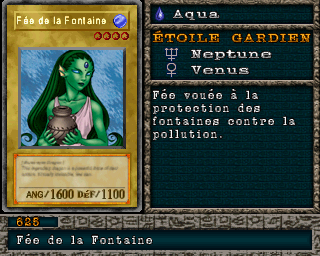 Fée de la Fontaine
ANG/1600 DéF/1100
Aqua
ÉTOILE GARDIEN
Neptune
Venus
Fée vouée à la
protection des
fontaines contre la
pollution.
625
Fée de la Fontaine